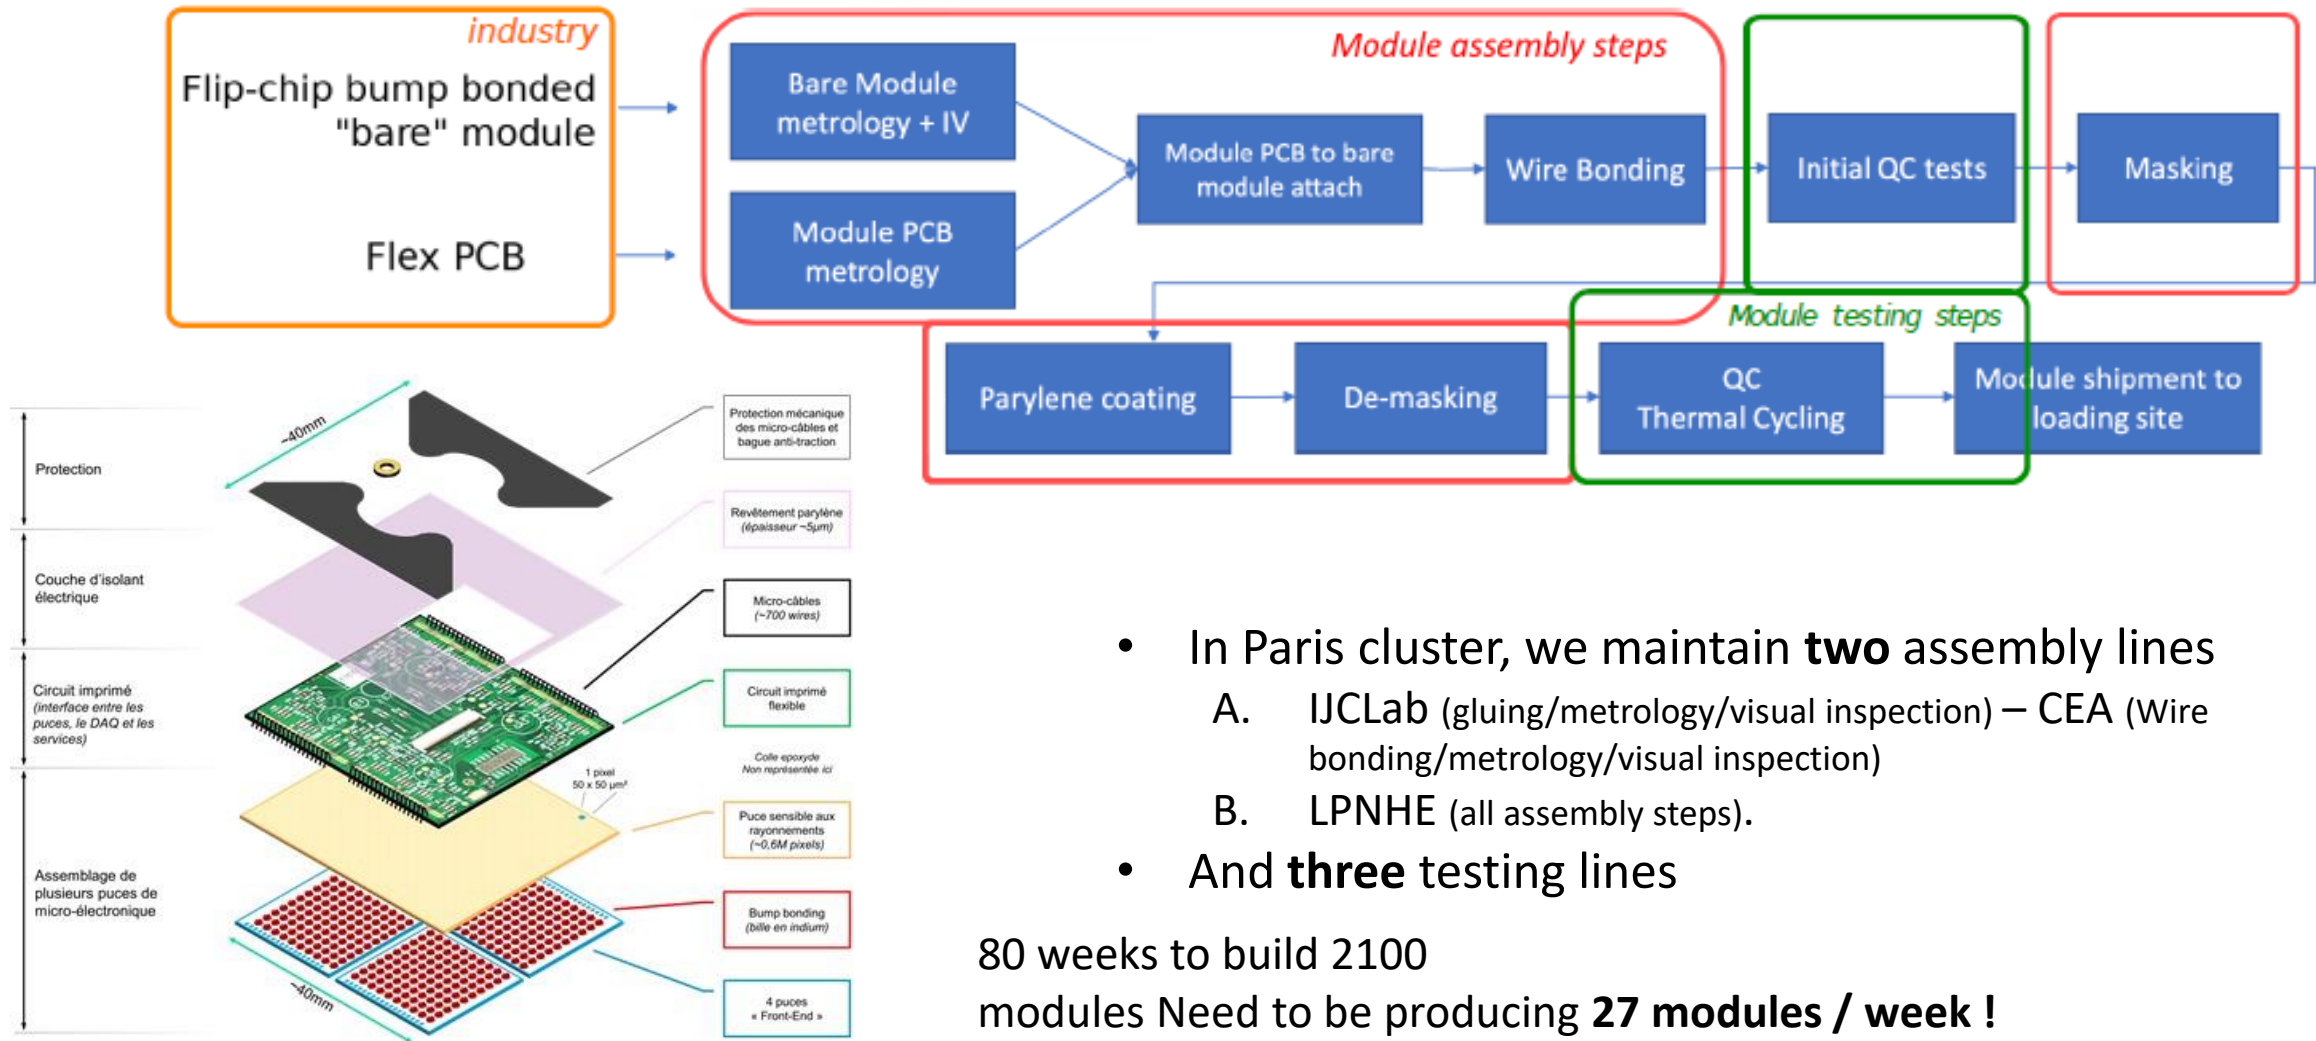 industry
Flip-chip bump bonded
"bare" module
Flex PCB
Module assembly steps
Bare Module
metrology + IV
Module PCB
metrology
Module PCB to bare
module attach
Wire Bonding
Initial QC tests
Masking
Module testing steps
Parylene coating
De-masking
QC
Thermal Cycling
Module shipment to
loading site
~40mm
Protection
Couche d'isolant
électrique
Circuit imprimé
(interface entre les
puces, le DAQ et les
services)
Assemblage de
plusieurs puces de
micro-électronique
Protection mécanique
des micro-câbles et
bague anti-traction
Revêtement parylène
(épaisseur ~5µm)
Micro-câbles
(~700 wires)
Circuit imprimé
flexible
Colle epoxyde
Non représentée ici
1 pixel
50 x 50 µm²
Puce sensible aux
rayonnements
(~0,6M pixels)
Bump bonding
(bille en indium)
4 puces
« Front-End »
~40mm
• In Paris cluster, we maintain two assembly lines
A. IJCLab (gluing/metrology/visual inspection) – CEA (Wire
bonding/metrology/visual inspection)
B. LPNHE (all assembly steps).
• And three testing lines
80 weeks to build 2100
modules Need to be producing 27 modules / week !